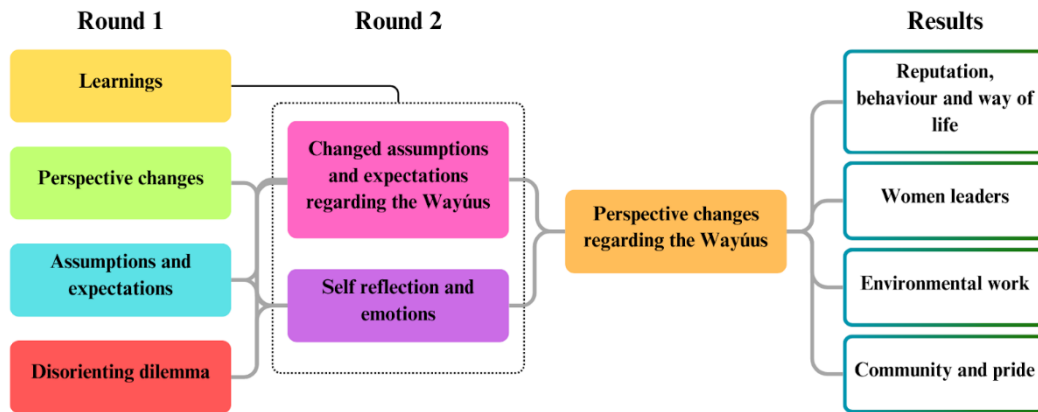 Round 1
Round 2
Results
Learnings
Perspective changes
Assumptions and
expectations
Disorienting dilemma
Changed assumptions
and expectations
regarding the Wayúus
Self reflection and
emotions
Perspective changes
regarding the Wayúus
Reputation,
behaviour and way of
life
Women leaders
Environmental work
Community and pride